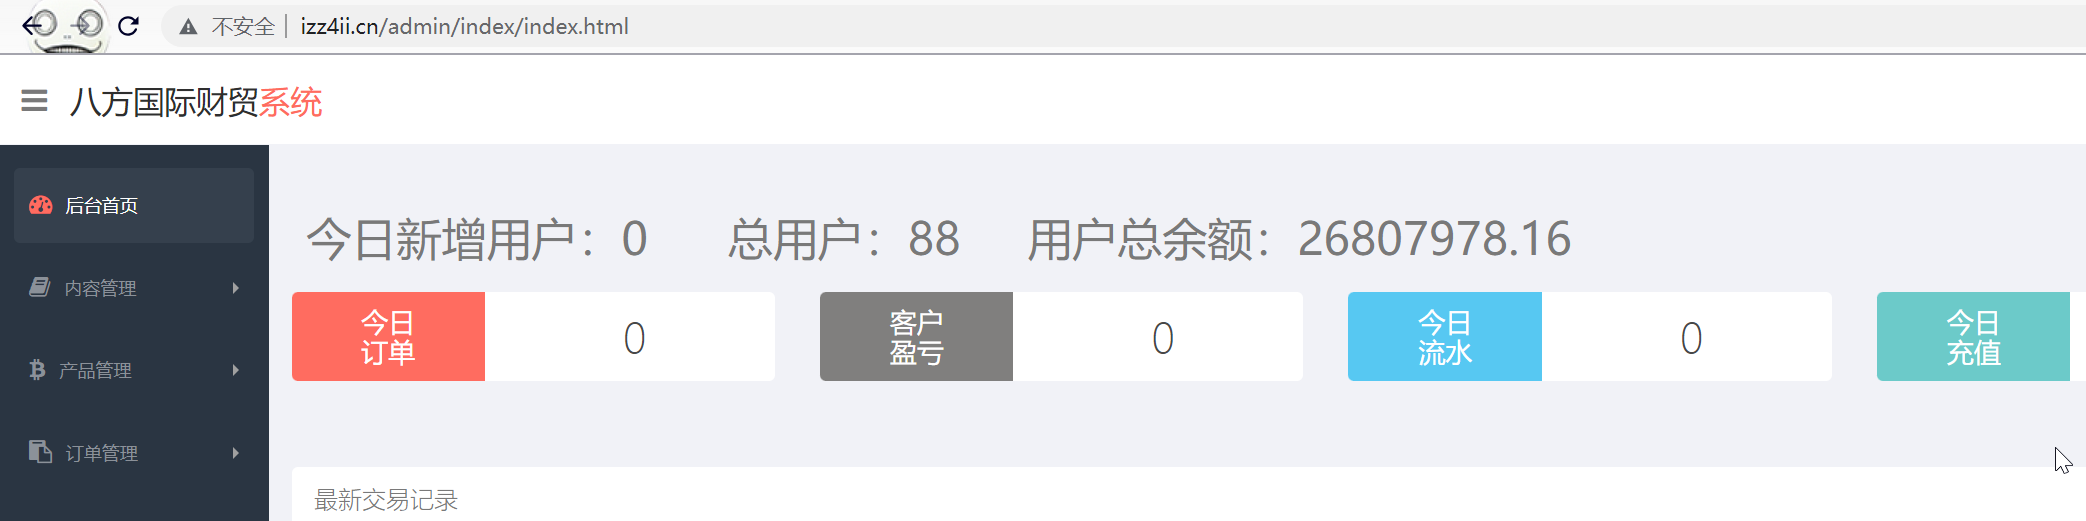 不安全 | izz4ii.cn/admin/index/index.html
八方国际财贸系统
后台首页
内容管理
产品管理
订单管理
今日新增用户：0 总用户：88 用户总余额：26807978.16
今日
订单
0
客户
盈亏
0
今日
流水
0
今日
充值
最新交易记录